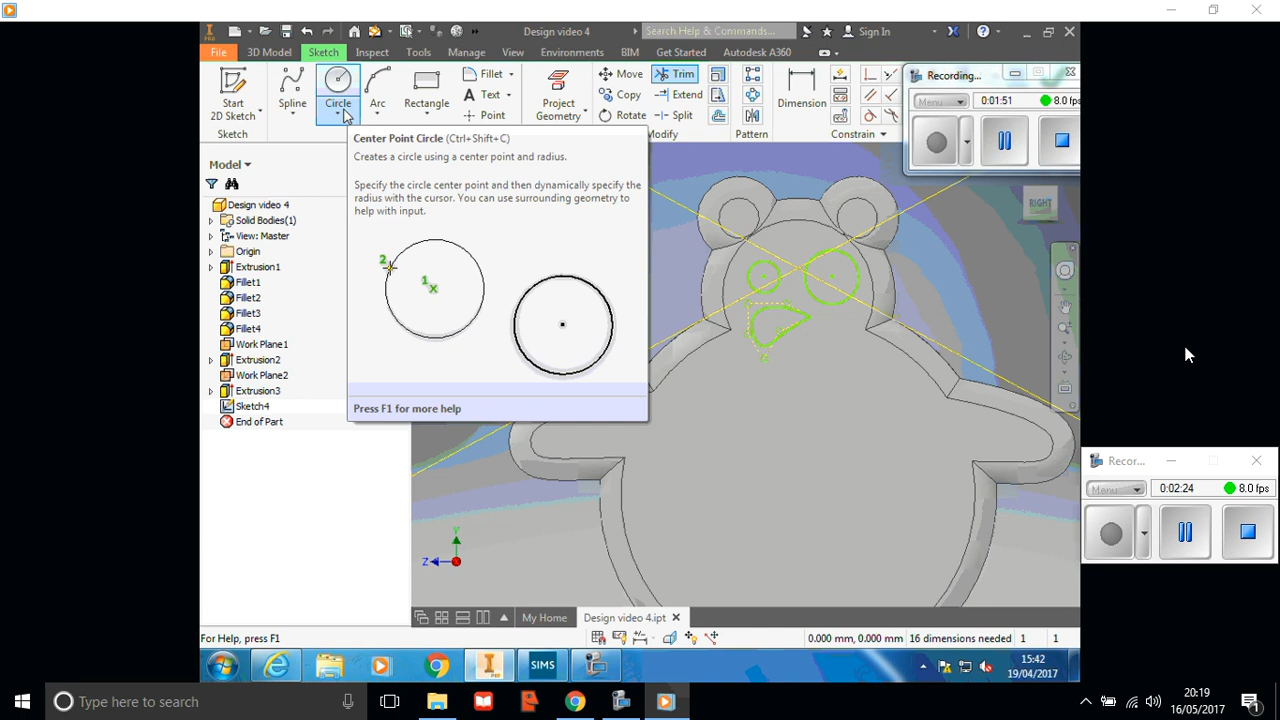 Design video 4
Search Help & Commands...
Sign In
File
3D Model
Sketch
Inspect
Tools
Manage
View
Environments
BIM
Get Started
Autodesk A360
Start
2D Sketch
Spline
Circle
Arc
Rectangle
Fillet
Text
Point
Project
Geometry
Move
Copy
Rotate
Trim
Extend
Split
Dimension
Sketch
Modify
Pattern
Constrain
Recording...
Menu
0:01:51
8.0 fps
Center Point Circle (Ctrl+Shift+C)
Creates a circle using a center point and radius.
Specify the circle center point and then dynamically specify the
radius with the cursor. You can use surrounding geometry to
help with input.
2
1
Press F1 for more help
Model
Design video 4
Solid Bodies(1)
View: Master
Origin
Extrusion1
Fillet1
Fillet2
Fillet3
Fillet4
Work Plane1
Extrusion2
Work Plane2
Extrusion3
Sketch4
End of Part
RIGHT
Y
Z
Recor...
Menu
0:02:24
8.0 fps
My Home
Design video 4.ipt
For Help, press F1
0.000 mm, 0.000 mm
16 dimensions needed
1
1
SIMS
15:42
19/04/2017
Type here to search
20:19
16/05/2017
1